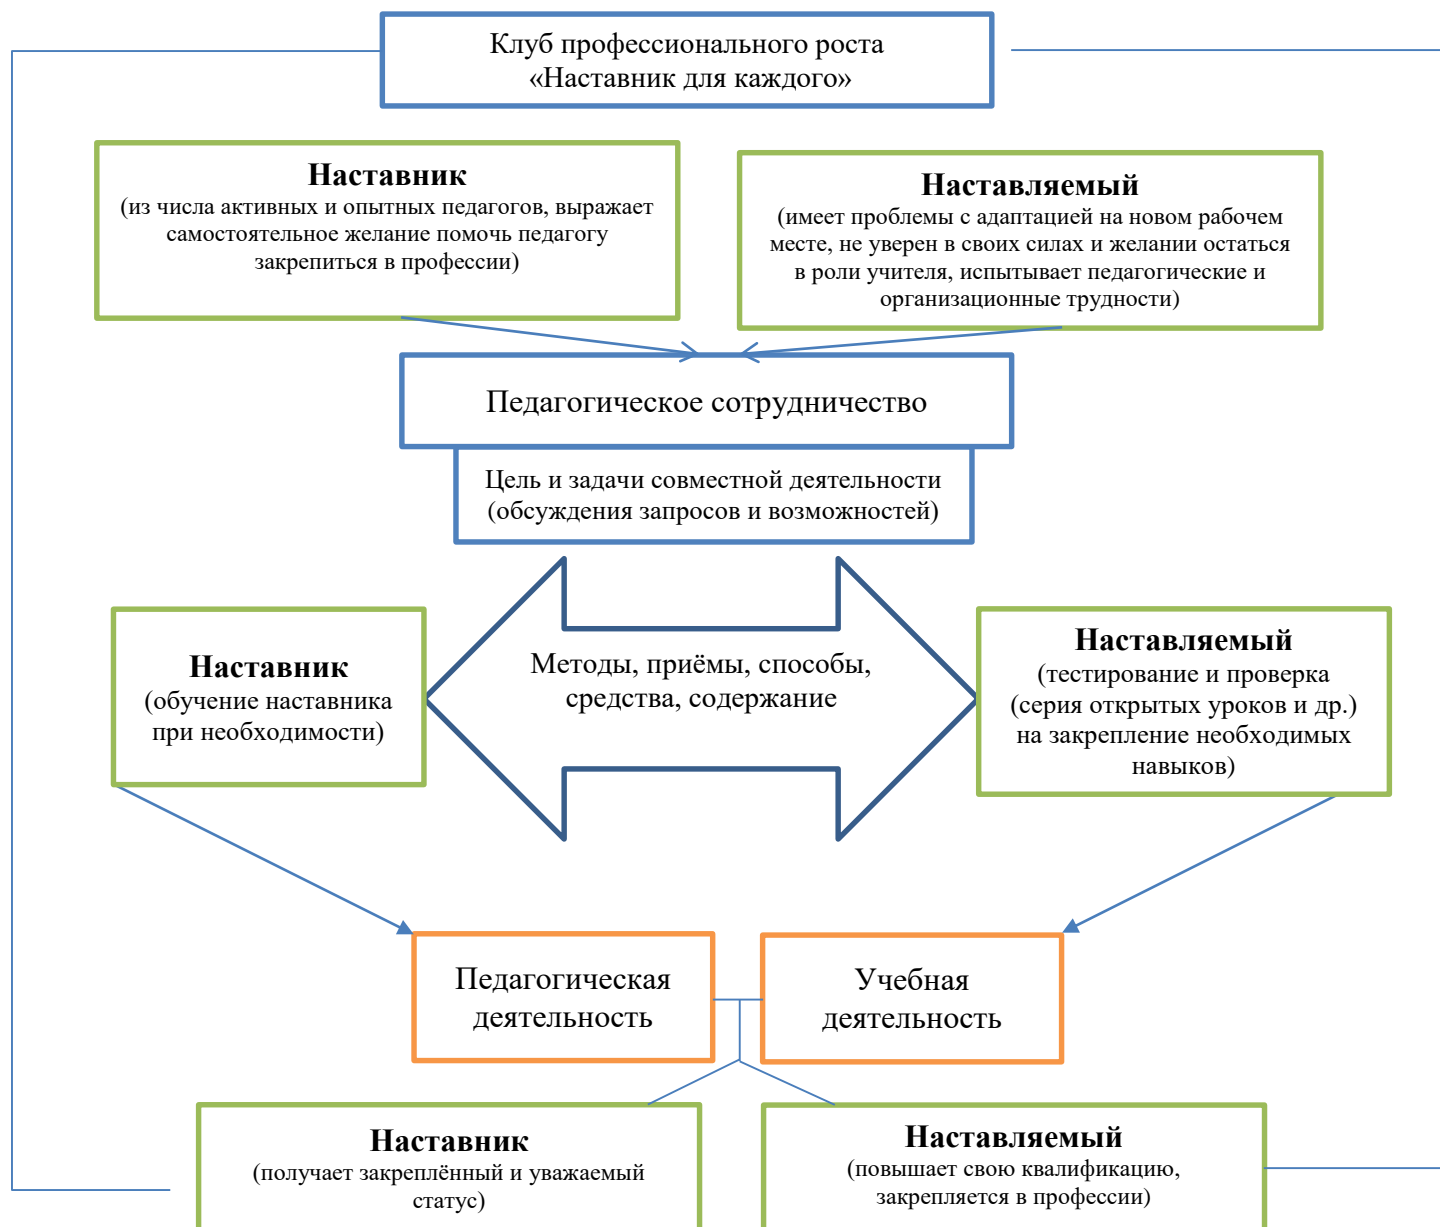 Клуб профессионального роста
«Наставник для каждого»
Наставник
(из числа активных и опытных педагогов, выражает
самостоятельное желание помочь педагогу
закрепиться в профессии)
Наставляемый
(имеет проблемы с адаптацией на новом рабочем
месте, не уверен в своих силах и желании остаться
в роли учителя, испытывает педагогические и
организационные трудности)
Педагогическое сотрудничество
Цель и задачи совместной деятельности
(обсуждения запросов и возможностей)
Наставник
(обучение наставника
при необходимости)
Методы, приёмы, способы,
средства, содержание
Наставляемый
(тестирование и проверка
(серия открытых уроков и др.)
на закрепление необходимых
навыков)
Педагогическая
деятельность
Учебная
деятельность
Наставник
(получает закреплённый и уважаемый
статус)
Наставляемый
(повышает свою квалификацию,
закрепляется в профессии)